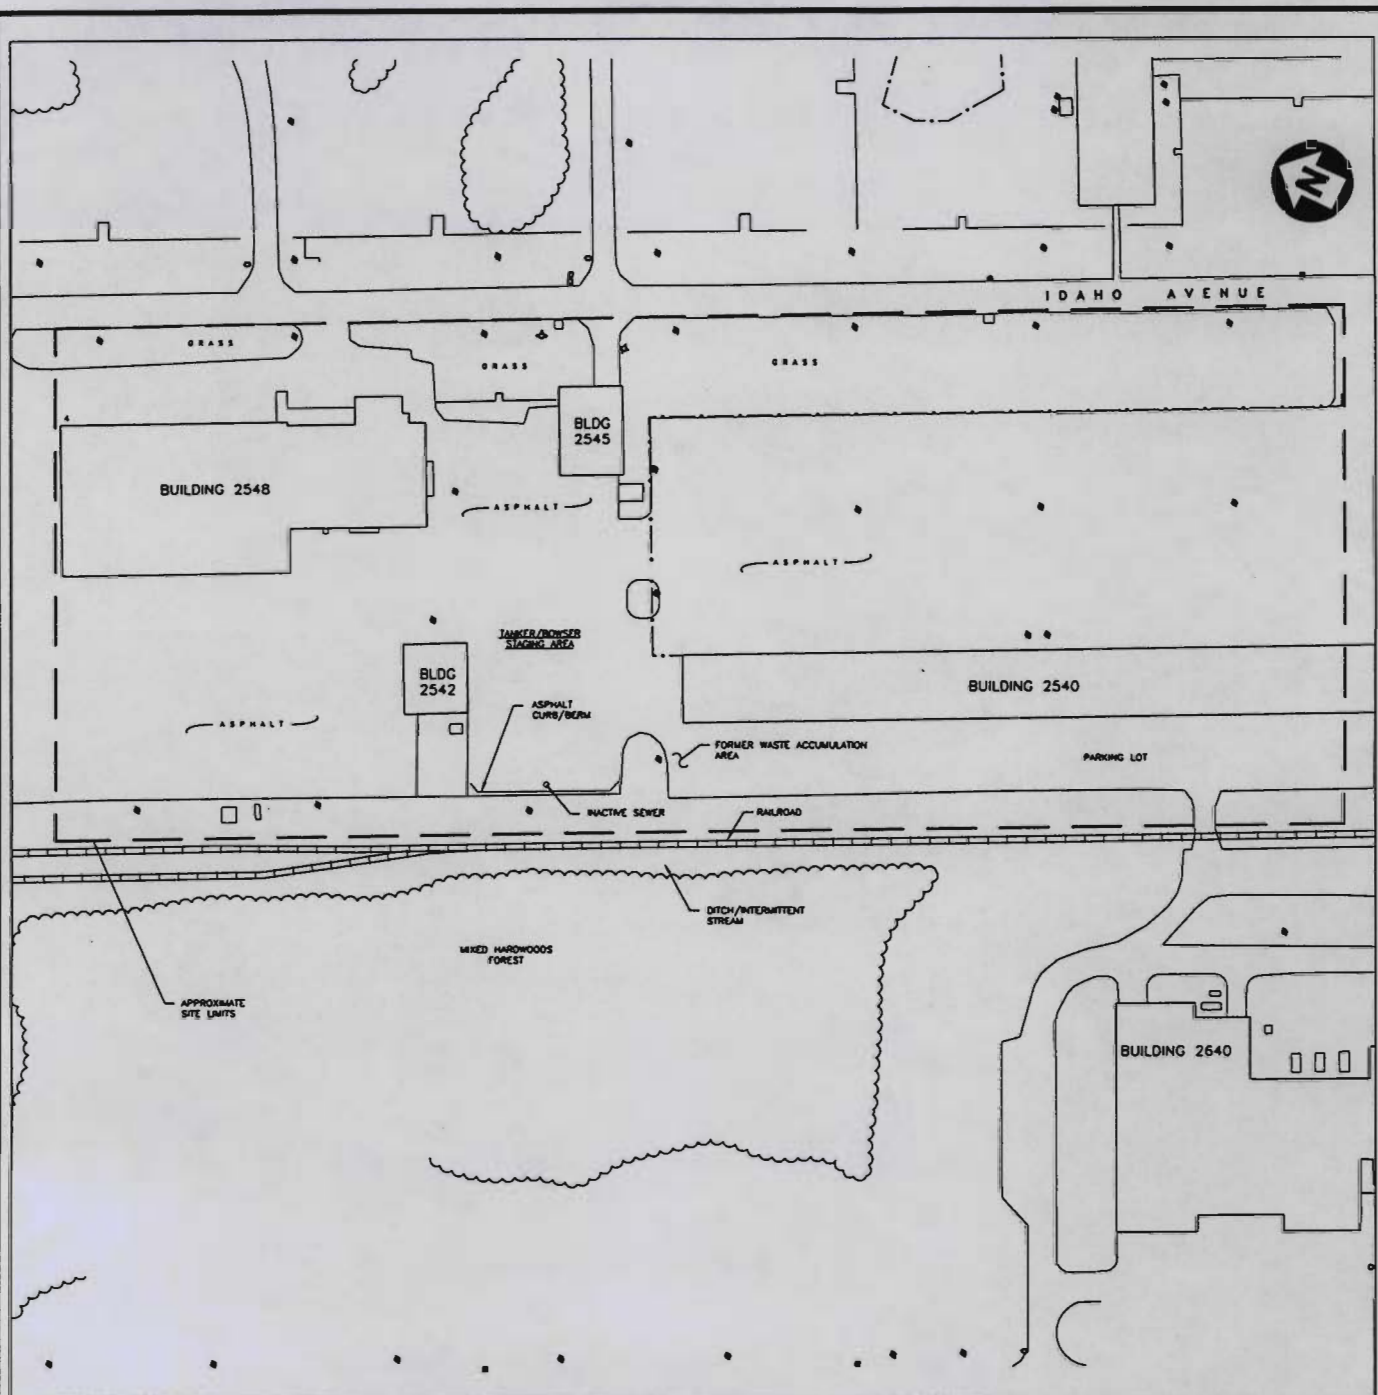 N
IDAHO AVENUE
GRASS
GRASS
GRASS
BLDG
2545
4
BUILDING 2548
ASPHALT
ASPHALT
TANKER/BOWSER
STAGING AREA
BLDG
2542
BUILDING 2540
ASPHALT
CURB/BERM
ASPHALT
FORMER WASTE ACCUMULATION
AREA
PARKING LOT
INACTIVE SEWER
RAILROAD
DITCH/INTERMITTENT
STREAM
MIXED HARDWOODS
FOREST
APPROXIMATE
SITE LIMITS
BUILDING 2640